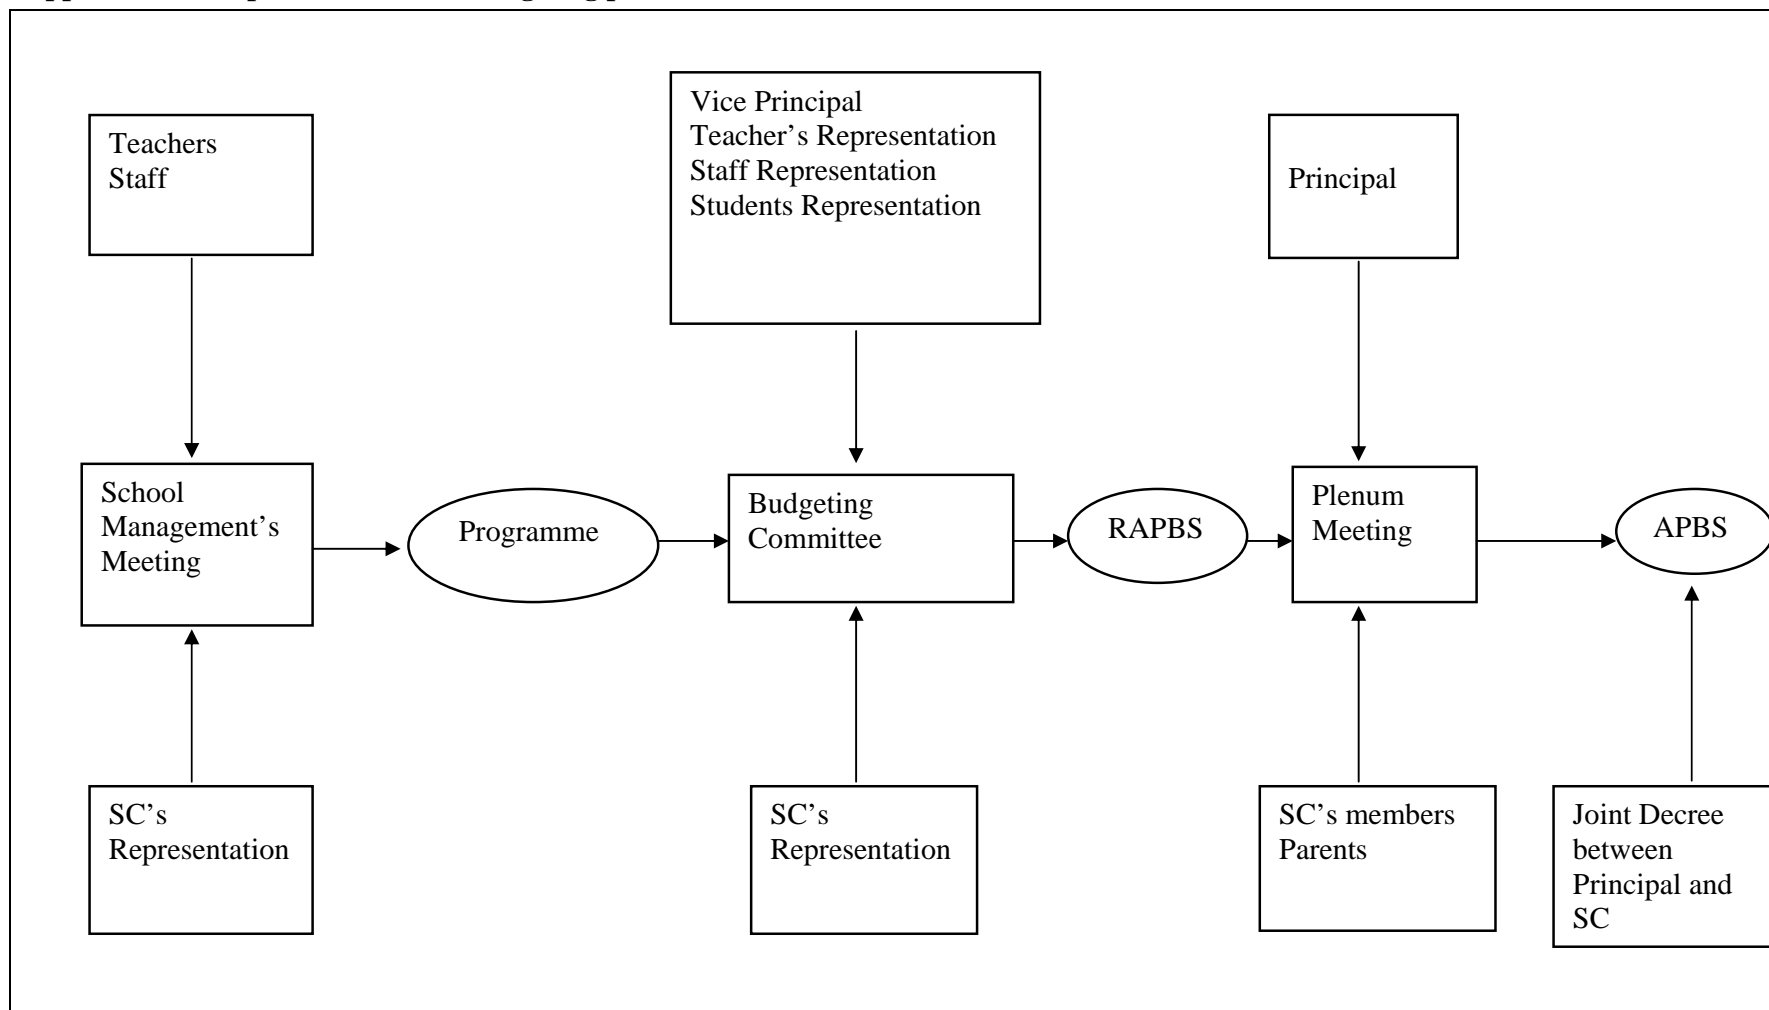 Teachers
Staff
Vice Principal
Teacher’s Representation
Staff Representation
Students Representation
Principal
School
Management’s
Meeting
Programme
Budgeting
Committee
RAPBS
Plenum
Meeting
APBS
SC’s
Representation
SC’s
Representation
SC’s members
Parents
Joint Decree
between
Principal and
SC